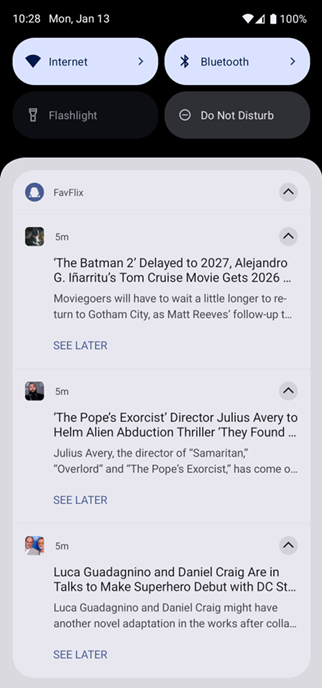 10:28 Mon, Jan 13 100%
Internet Bluetooth
Flashlight Do Not Disturb
FavFlix
5m
‘The Batman 2’ Delayed to 2027, Alejandro
G. Iñarritu’s Tom Cruise Movie Gets 2026 ...
Moviegoers will have to wait a little longer to re-
turn to Gotham City, as Matt Reeves’ follow-up t...
SEE LATER
5m
‘The Pope’s Exorcist’ Director Julius Avery to
Helm Alien Abduction Thriller ‘They Found ...
Julius Avery, the director of “Samaritan,”
“Overlord” and “The Pope’s Exorcist,” has come o...
SEE LATER
5m
Luca Guadagnino and Daniel Craig Are in
Talks to Make Superhero Debut with DC St...
Luca Guadagnino and Daniel Craig might have
another novel adaptation in the works after colla...
SEE LATER